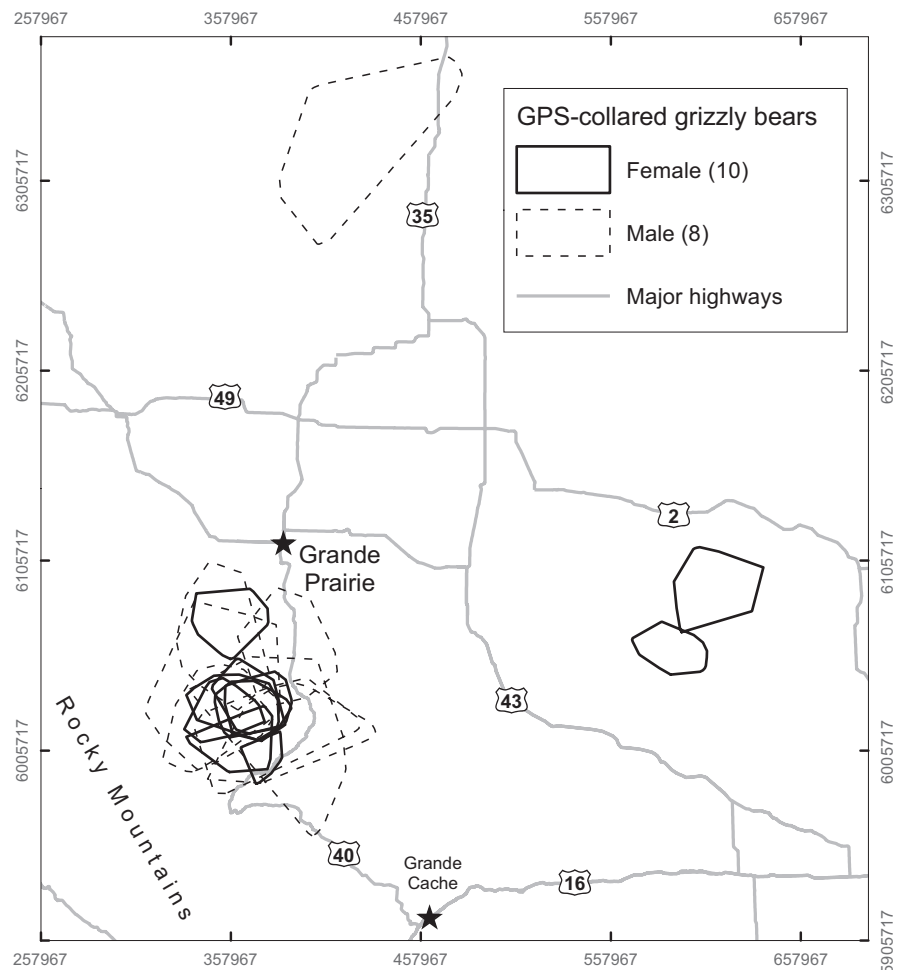 257967 357967 457967 557967 657967
GPS-collared grizzly bears
Female (10)
Male (8)
Major highways
6305717
6305717
35
6205717
6205717
49
2
6105717
6105717
Grande
Prairie
43
Rocky Mountains
6005717
6005717
40
Grande
Cache
16
5905717
5905717
257967 357967 457967 557967 657967